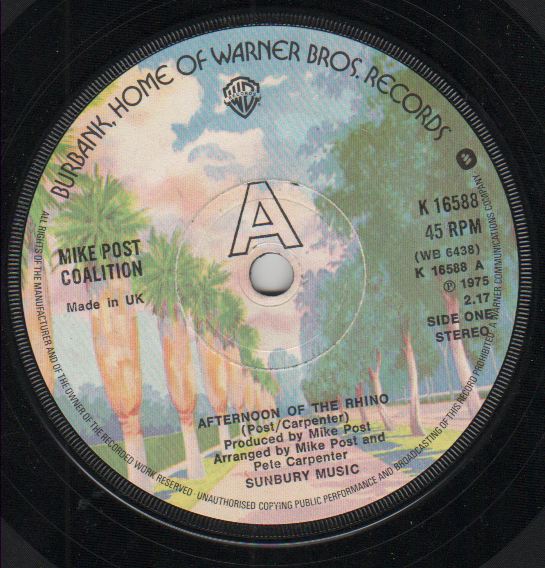 BURBANK, HOME OF WARNER BROS. RECORDS
A
MIKE POST
COALITION
Made in UK
K 16588
45 RPM
(WB 6438)
K 16588 A
Ⓟ 1975
2.17
SIDE ONE
STEREO
AFTERNOON OF THE RHINO
(Post/Carpenter)
Produced by Mike Post
Arranged by Mike Post and
Pete Carpenter
SUNBURY MUSIC
ALL RIGHTS OF THE MANUFACTURER AND OF THE OWNER OF THE RECORDED WORK RESERVED · UNAUTHORISED COPYING PUBLIC PERFORMANCE AND BROADCASTING OF THIS RECORD PROHIBITED · A WARNER COMMUNICATIONS COMPANY